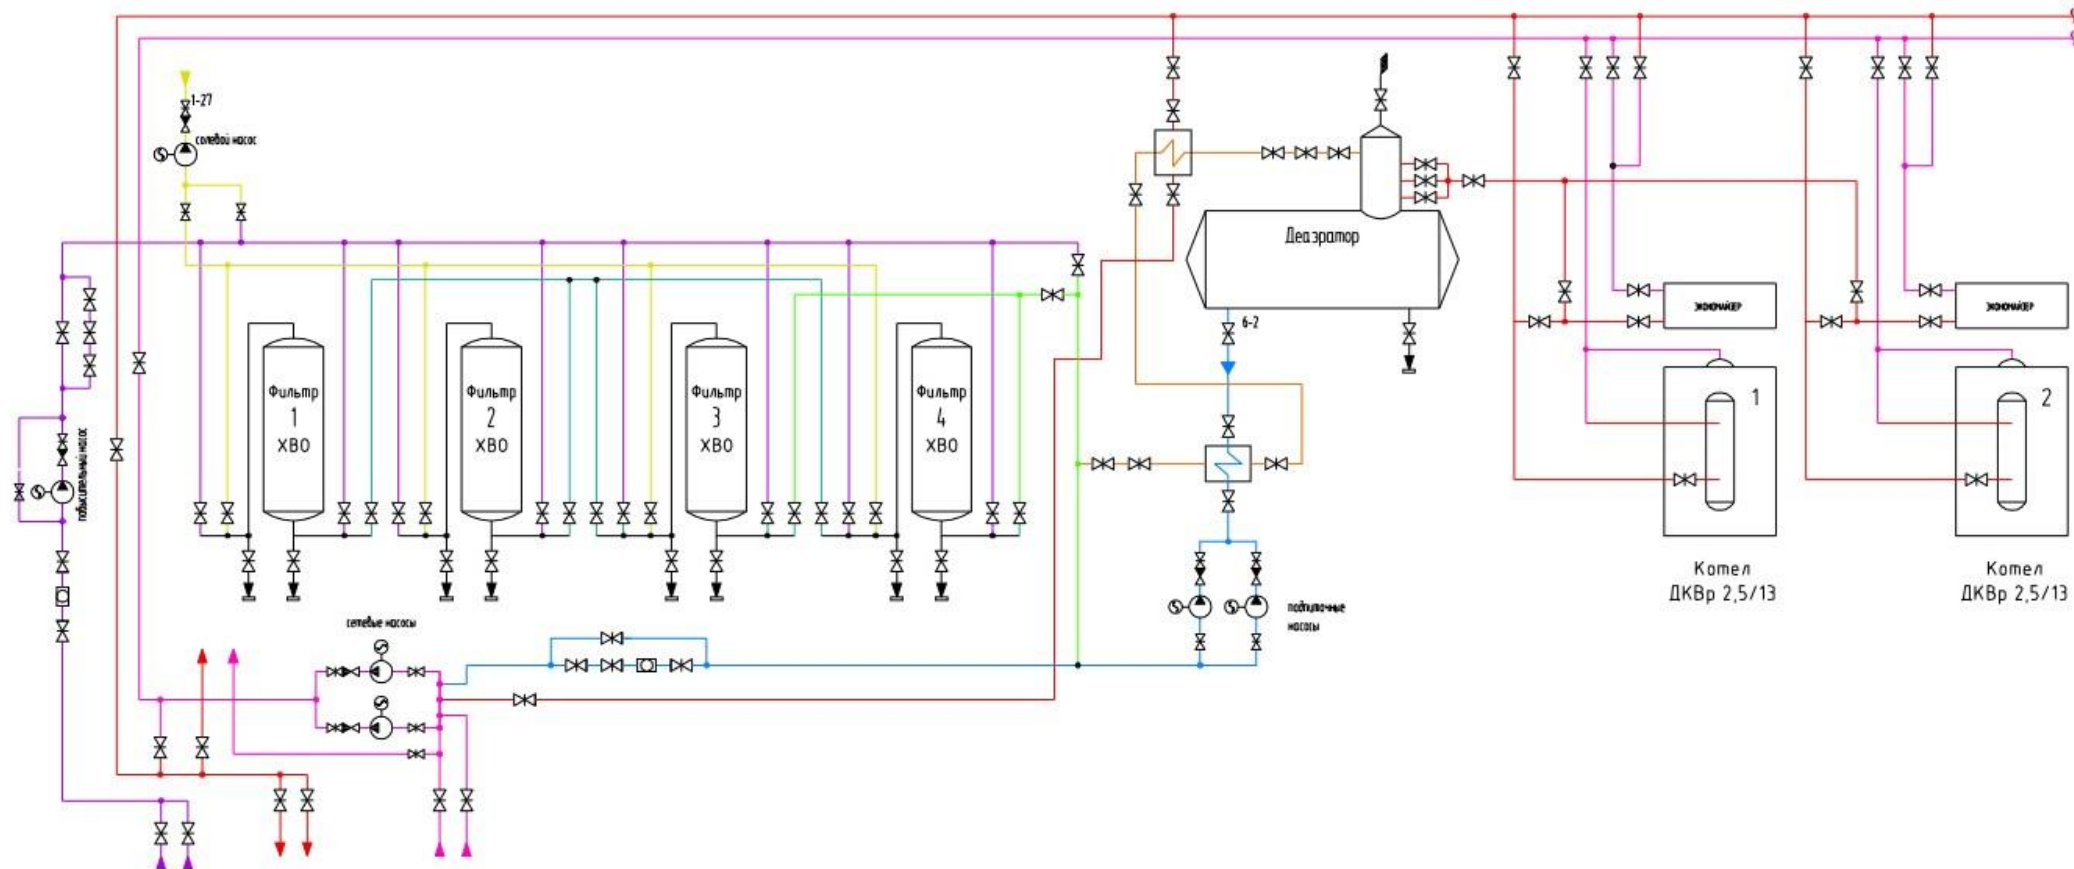 1-27
солевой насос
Деаэратор
6-2
экономайзер
экономайзер
Фильтр
1
ХВО
Фильтр
2
ХВО
Фильтр
3
ХВО
Фильтр
4
ХВО
1
2
повысительный насос
Котел
ДКВр 2,5/13
Котел
ДКВр 2,5/13
подпиточные
насосы
сетевые насосы